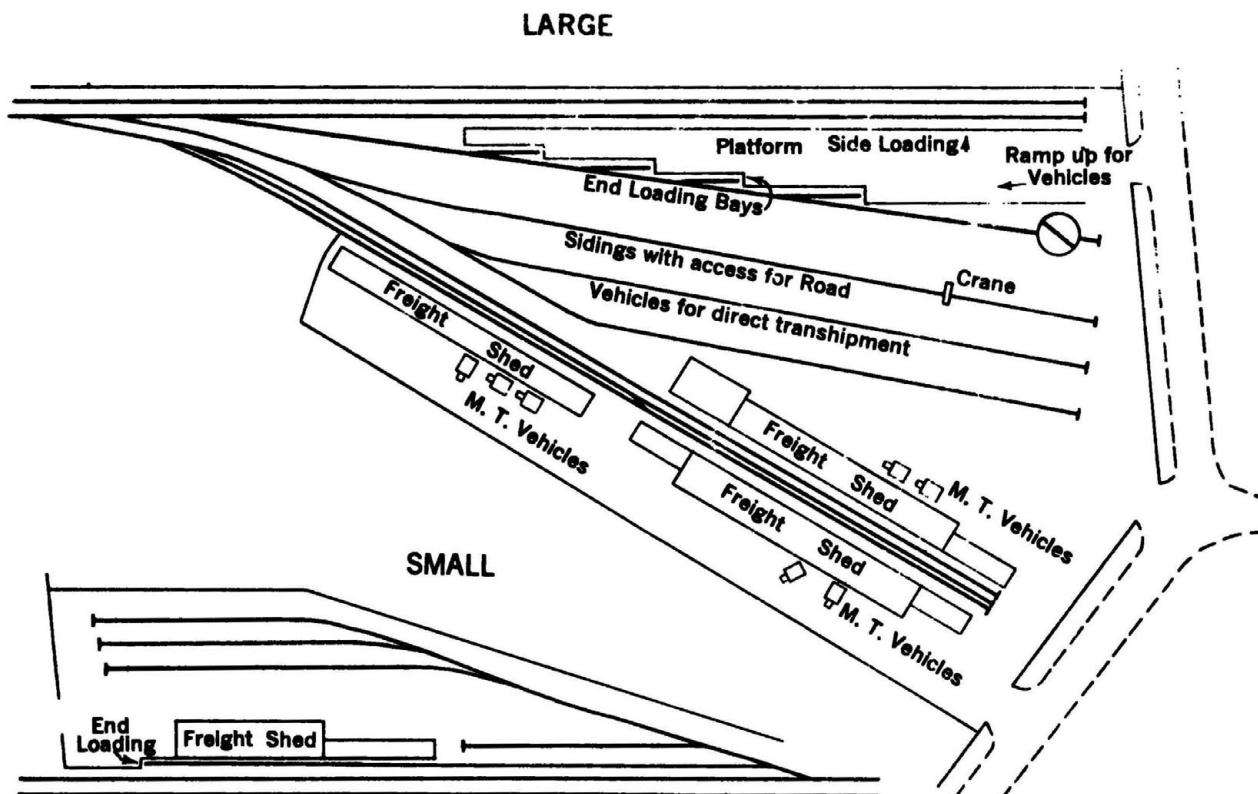 LARGE
Platform Side Loading
Ramp up for
Vehicles
End Loading Bays
Sidings with access for Road
Crane
Vehicles for direct transhipment
Freight Shed
M. T. Vehicles
Freight Shed
M. T. Vehicles
Freight Shed
M. T. Vehicles
SMALL
End
Loading
Freight Shed